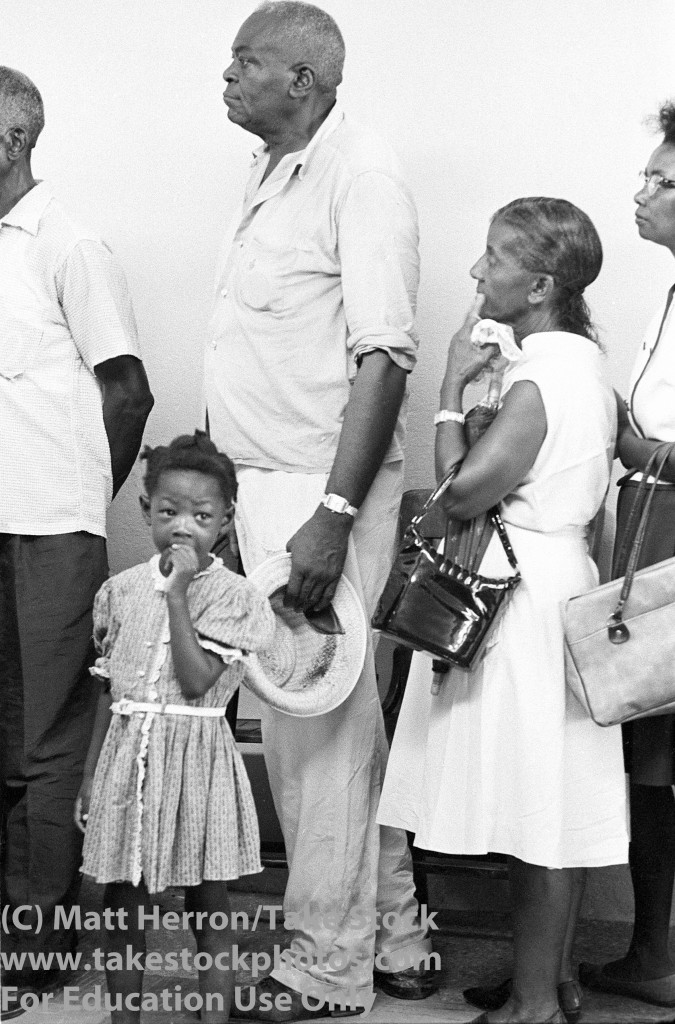 (C) Matt Herron/Take Stock
www.takestockphotos.com
For Education Use Only